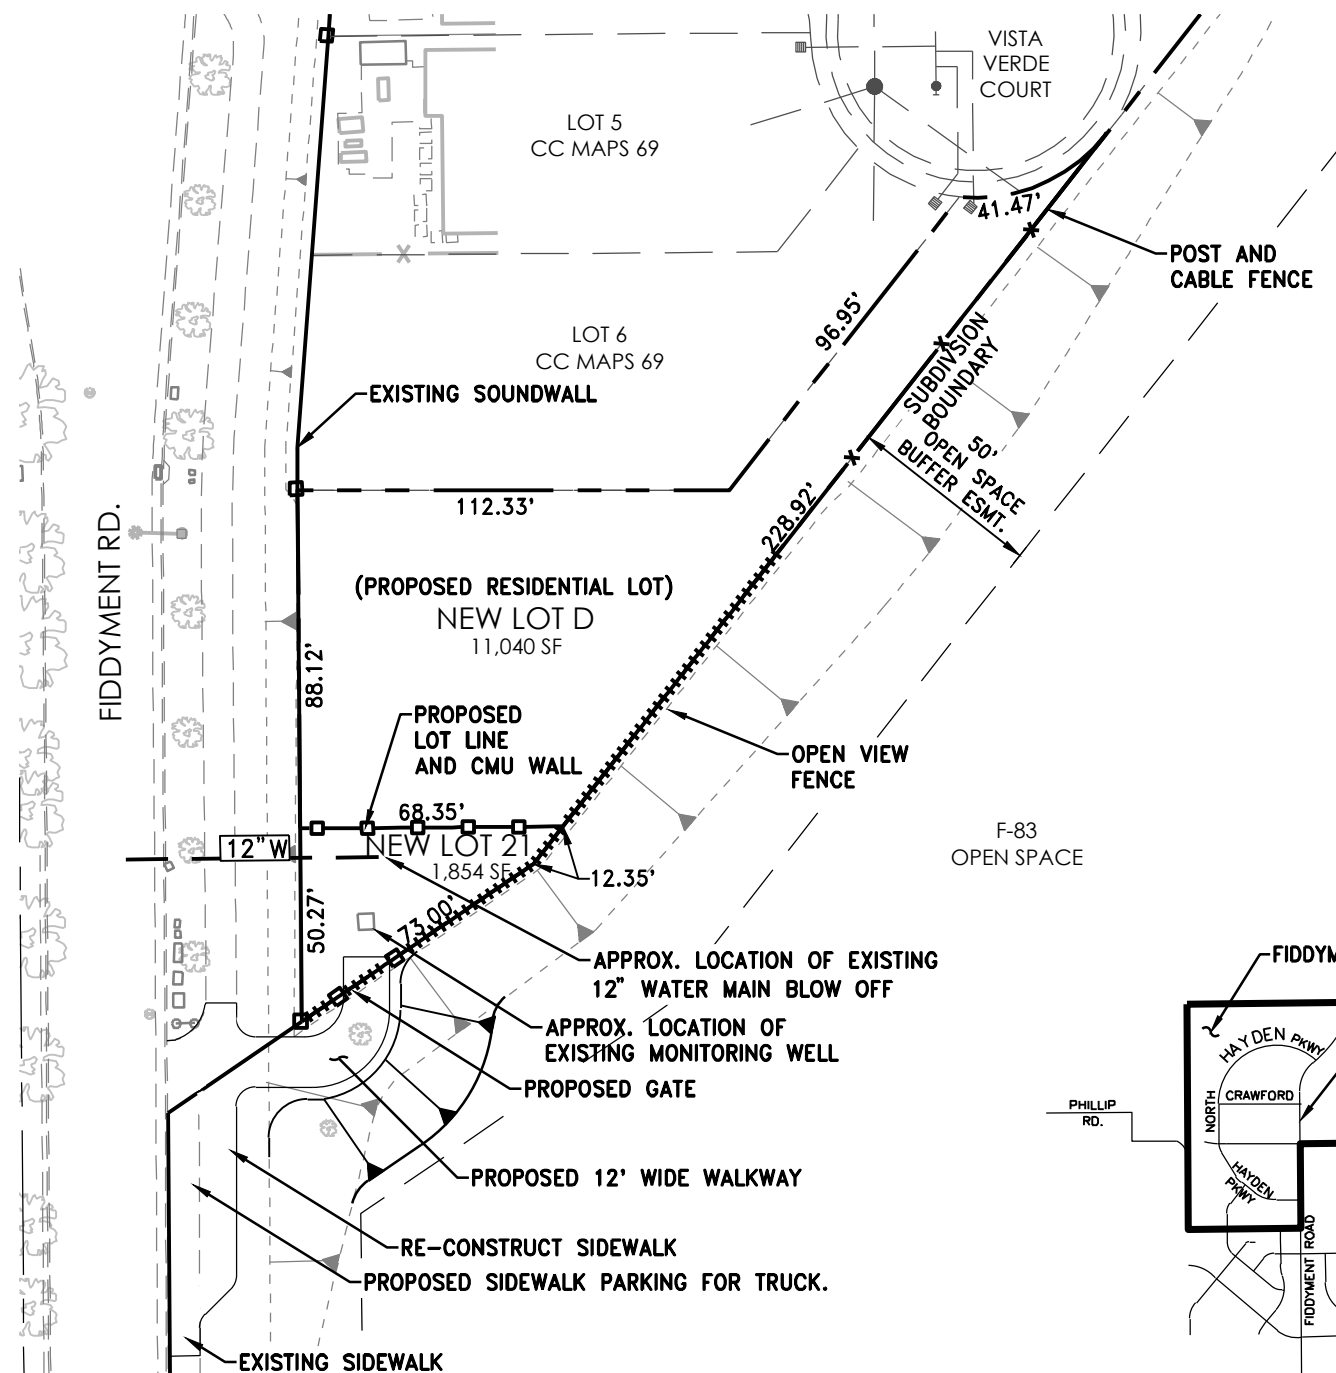 VISTA
VERDE
COURT
LOT 5
CC MAPS 69
41.47'
POST AND
CABLE FENCE
96.95'
LOT 6
CC MAPS 69
SUBDIVISION
BOUNDARY
EXISTING SOUNDWALL
50'
OPEN SPACE
BUFFER ESMT.
112.33'
228.92'
FIDDYMENT RD.
(PROPOSED RESIDENTIAL LOT)
NEW LOT D
11,040 SF
88.12'
PROPOSED
LOT LINE
AND CMU WALL
OPEN VIEW
FENCE
68.35'
12"W
NEW LOT 21
1,854 SF
F-83
OPEN SPACE
12.35'
50.27'
73.00'
APPROX. LOCATION OF EXISTING
12" WATER MAIN BLOW OFF
APPROX. LOCATION OF
EXISTING MONITORING WELL
PROPOSED GATE
PROPOSED 12' WIDE WALKWAY
RE-CONSTRUCT SIDEWALK
PROPOSED SIDEWALK PARKING FOR TRUCK.
EXISTING SIDEWALK
FIDDYM
HAYDEN PKWY
PHILLIP
RD.
NORTH
CRAWFORD
HAYDEN
PKWY
FIDDYMENT ROAD